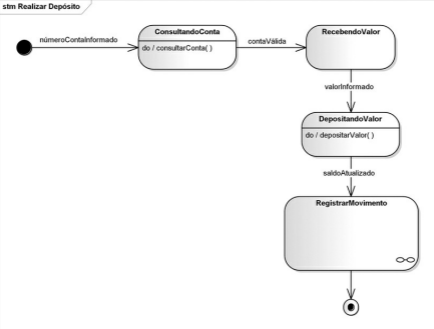 stm Realizar Depósito
númeroContaInformado
ConsultandoConta
do / consultarConta( )
contaVálida
RecebendoValor
valorInformado
DepositandoValor
do / depositarValor( )
saldoAtualizado
RegistrarMovimento